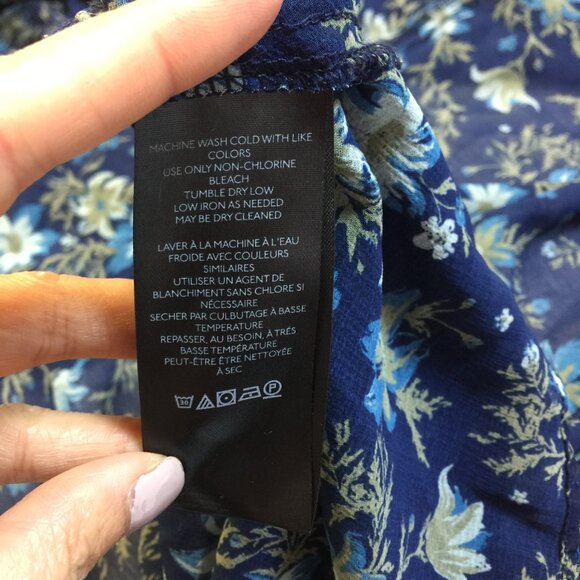 MACHINE WASH COLD WITH LIKE
COLORS
USE ONLY NON-CHLORINE
BLEACH
TUMBLE DRY LOW
LOW IRON AS NEEDED
MAY BE DRY CLEANED
LAVER À LA MACHINE À L'EAU
FROIDE AVEC COULEURS
SIMILAIRES
UTILISER UN AGENT DE
BLANCHIMENT SANS CHLORE SI
NÉCESSAIRE
SECHER PAR CULBUTAGE À BASSE
TEMPERATURE
REPASSER, AU BESOIN, À TRÉS
BASSE TEMPÉRATURE
PEUT-ÊTRE ÊTRE NETTOYÉE
À SEC
30 P